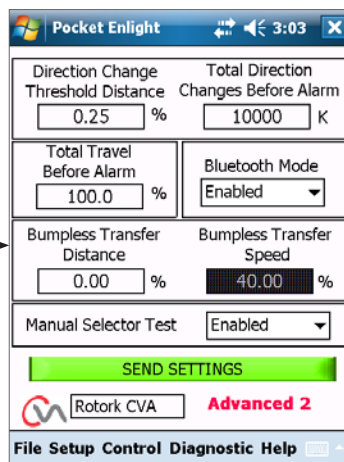 Pocket Enlight 3:03
Direction Change Total Direction
Threshold Distance Changes Before Alarm
0.25 % 10000 K
Total Travel
Before Alarm
100.0 %
Bluetooth Mode
Enabled
Bumpless Transfer Bumpless Transfer
Distance Speed
0.00 % 40.00 %
Manual Selector Test Enabled
SEND SETTINGS
Rotork CVA Advanced 2
File Setup Control Diagnostic Help